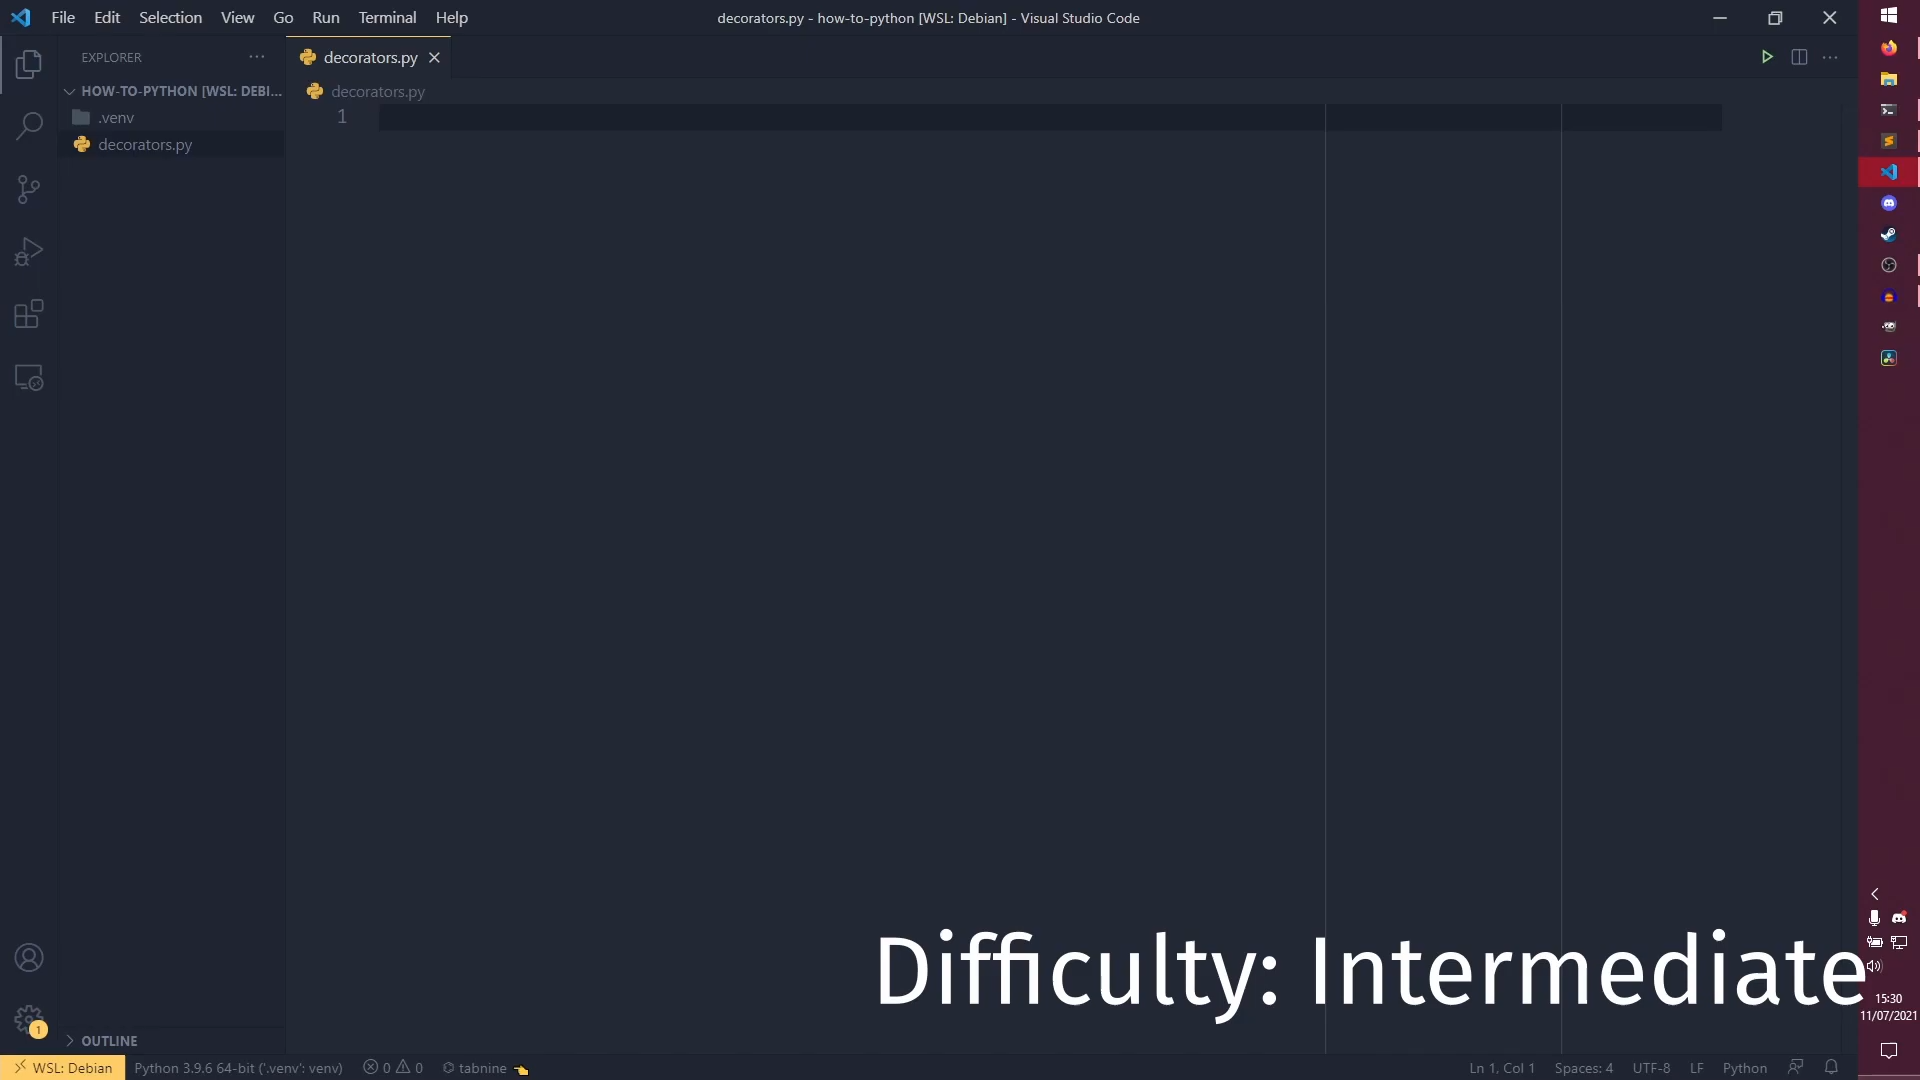 File Edit Selection View Go Run Terminal Help
decorators.py - how-to-python [WSL: Debian] - Visual Studio Code
EXPLORER
decorators.py
HOW-TO-PYTHON [WSL: DEBI...
decorators.py
.venv
1
decorators.py
Difficulty: Intermediate
15:30
11/07/2021
1
OUTLINE
WSL: Debian
Python 3.9.6 64-bit ('.venv': venv)
0 0
tabnine
Ln 1, Col 1
Spaces: 4
UTF-8
LF
Python